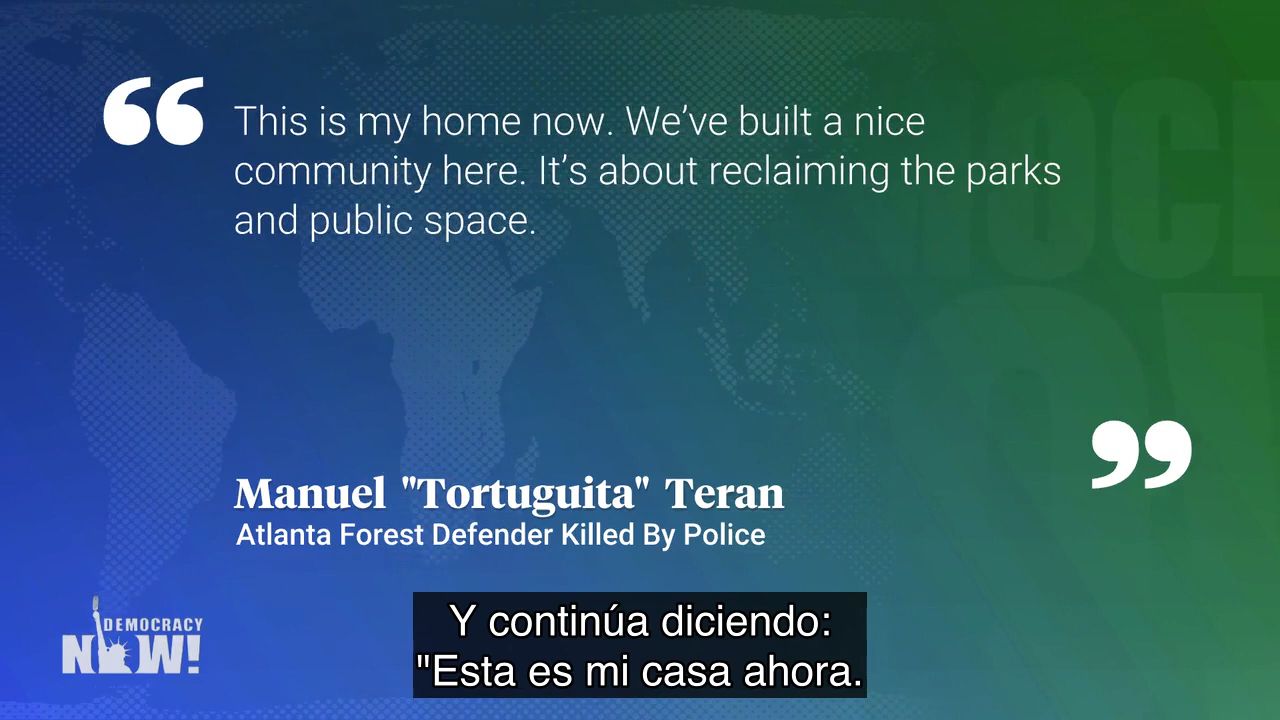 “This is my home now. We’ve built a nice
community here. It’s about reclaiming the parks
and public space.
”
Manuel "Tortuguita" Teran
Atlanta Forest Defender Killed By Police
DEMOCRACY
NOW!
Y continúa diciendo:
"Esta es mi casa ahora.